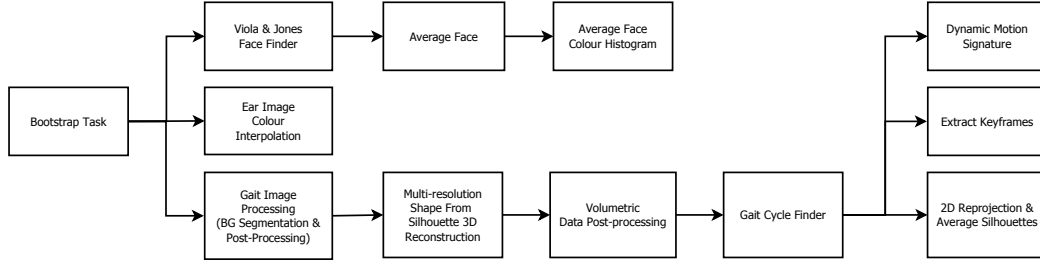 Viola & Jones
Face Finder
Average Face
Average Face
Colour Histogram
Dynamic Motion
Signature
Bootstrap Task
Ear Image
Colour
Interpolation
Extract Keyframes
Gait Image
Processing
(BG Segmentation &
Post-Processing)
Multi-resolution
Shape From
Silhouette 3D
Reconstruction
Volumetric
Data Post-processing
Gait Cycle Finder
2D Reprojection &
Average Silhouettes